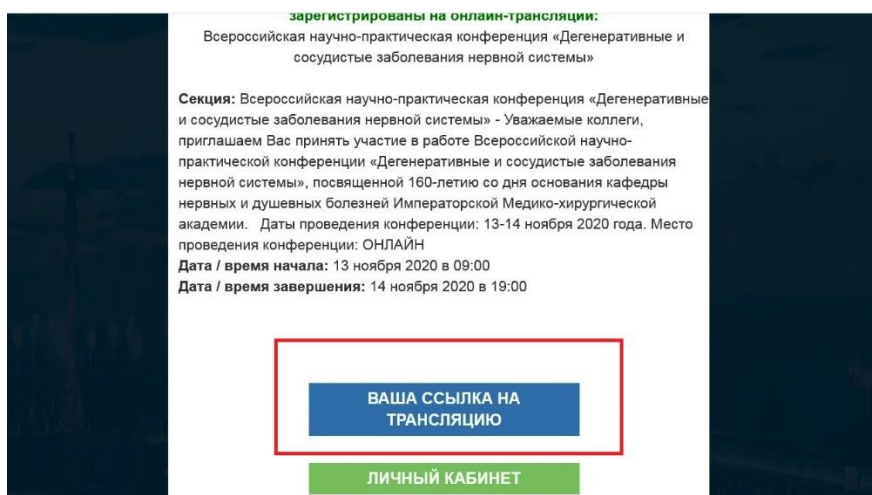 зарегистрированы на онлайн-трансляции:
Всероссийская научно-практическая конференция «Дегенеративные и
сосудистые заболевания нервной системы»
Секция: Всероссийская научно-практическая конференция «Дегенеративные
и сосудистые заболевания нервной системы» - Уважаемые коллеги,
приглашаем Вас принять участие в работе Всероссийской научно-
практической конференции «Дегенеративные и сосудистые заболевания
нервной системы», посвященной 160-летию со дня основания кафедры
нервных и душевных болезней Императорской Медико-хирургической
академии. Даты проведения конференции: 13-14 ноября 2020 года. Место
проведения конференции: ОНЛАЙН
Дата / время начала: 13 ноября 2020 в 09:00
Дата / время завершения: 14 ноября 2020 в 19:00
ВАША ССЫЛКА НА
ТРАНСЛЯЦИЮ
ЛИЧНЫЙ КАБИНЕТ